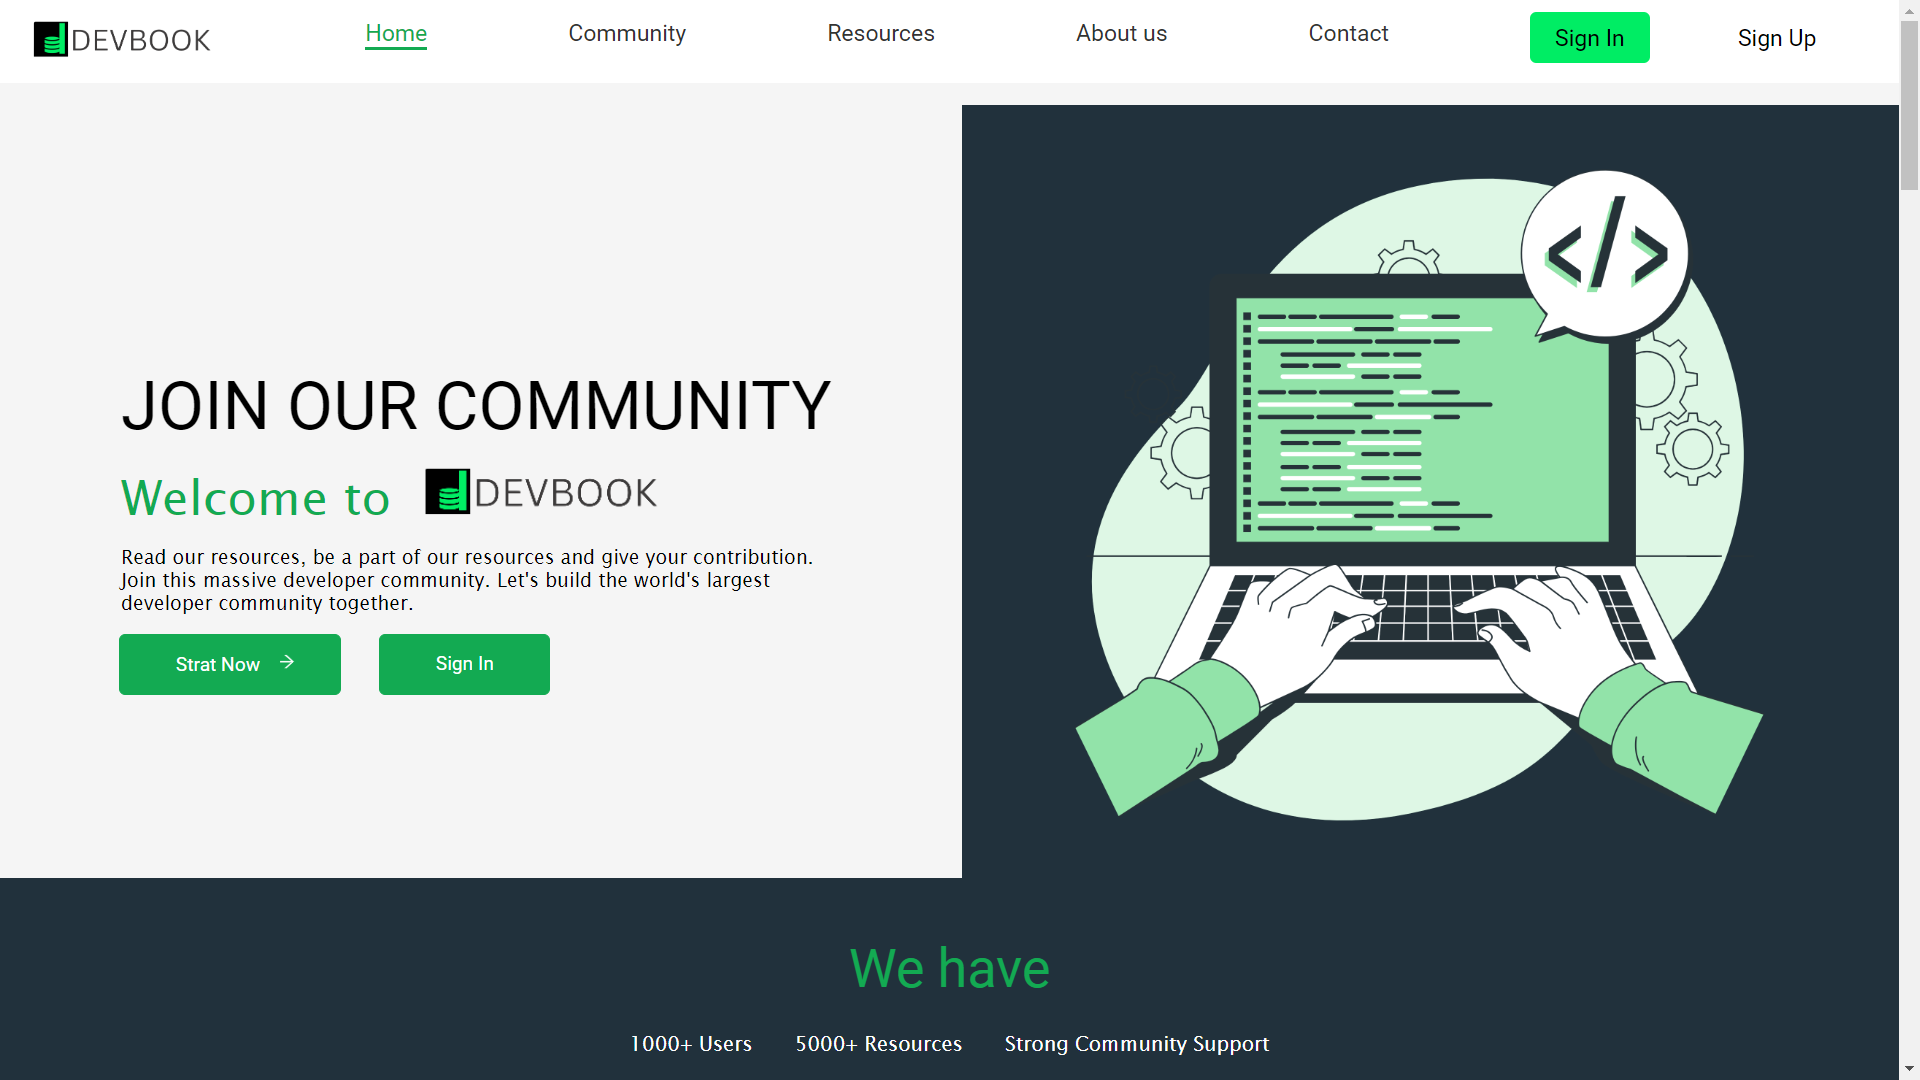 DEVBOOK
Home
Community
Resources
About us
Contact
Sign In
Sign Up
</>
JOIN OUR COMMUNITY
Welcome to DEVBOOK
Read our resources, be a part of our resources and give your contribution.
Join this massive developer community. Let's build the world's largest
developer community together.
Strat Now
Sign In
We have
1000+ Users
5000+ Resources
Strong Community Support